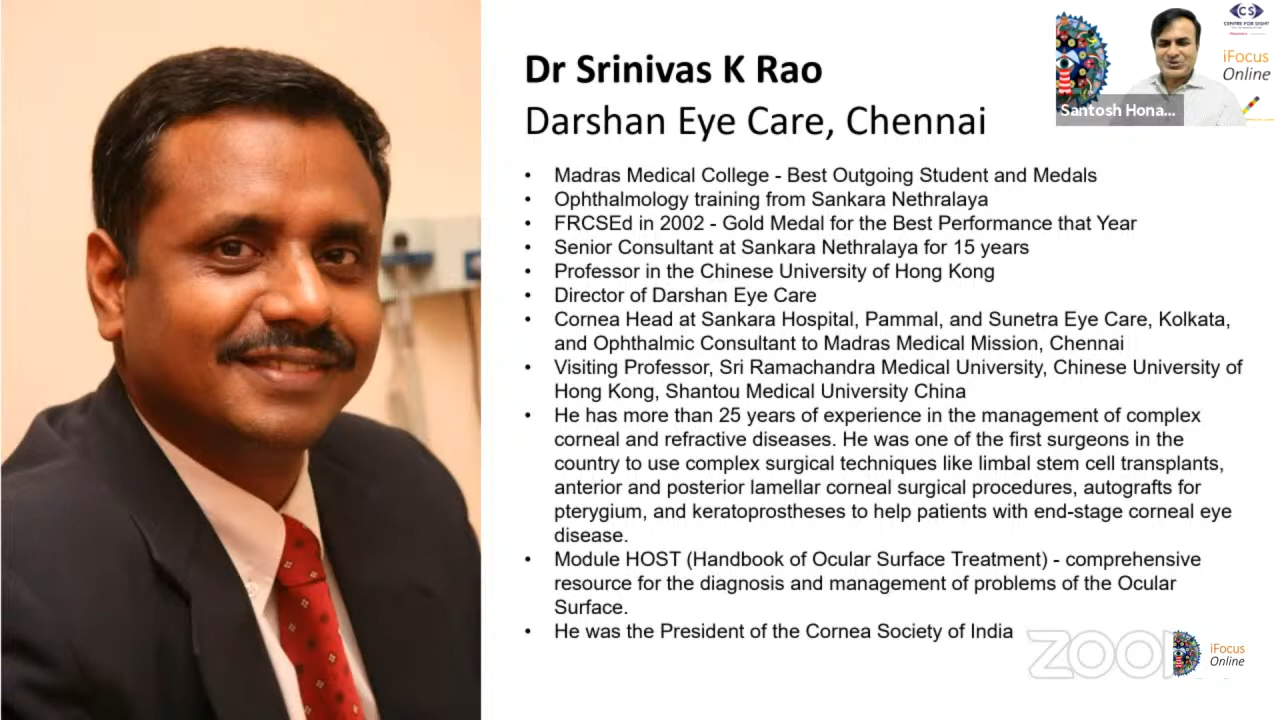 Dr Srinivas K Rao
Darshan Eye Care, Chennai
• Madras Medical College - Best Outgoing Student and Medals
• Ophthalmology training from Sankara Nethralaya
• FRCSEd in 2002 - Gold Medal for the Best Performance that Year
• Senior Consultant at Sankara Nethralaya for 15 years
• Professor in the Chinese University of Hong Kong
• Director of Darshan Eye Care
• Cornea Head at Sankara Hospital, Pammal, and Sunetra Eye Care, Kolkata,
and Ophthalmic Consultant to Madras Medical Mission, Chennai
• Visiting Professor, Sri Ramachandra Medical University, Chinese University of
Hong Kong, Shantou Medical University China
• He has more than 25 years of experience in the management of complex
corneal and refractive diseases. He was one of the first surgeons in the
country to use complex surgical techniques like limbal stem cell transplants,
anterior and posterior lamellar corneal surgical procedures, autografts for
pterygium, and keratoprostheses to help patients with end-stage corneal eye
disease.
• Module HOST (Handbook of Ocular Surface Treatment) - comprehensive
resource for the diagnosis and management of problems of the Ocular
Surface.
• He was the President of the Cornea Society of India
Santosh Hona...
CS
CENTRE FOR SIGHT
iFocus
Online
ZOO
iFocus
Online